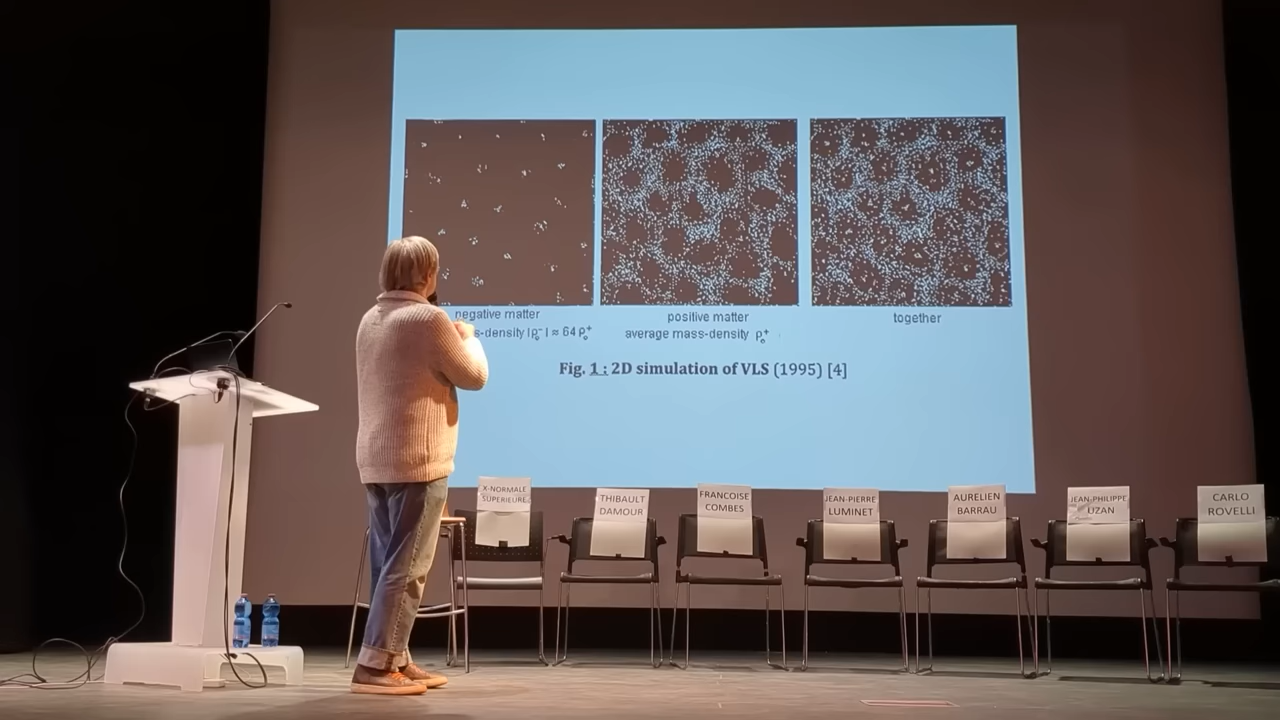 negative matter
s-density |ρ₀⁻| ≈ 64 ρ₀⁺
positive matter
average mass-density ρ₀⁺
together
Fig. 1 : 2D simulation of VLS (1995) [4]
X-NORMALE
SUPERIEURE
THIBAULT
DAMOUR
FRANCOISE
COMBES
JEAN-PIERRE
LUMINET
AURÉLIEN
BARRAU
JEAN-PHILIPPE
UZAN
CARLO
ROVELLI